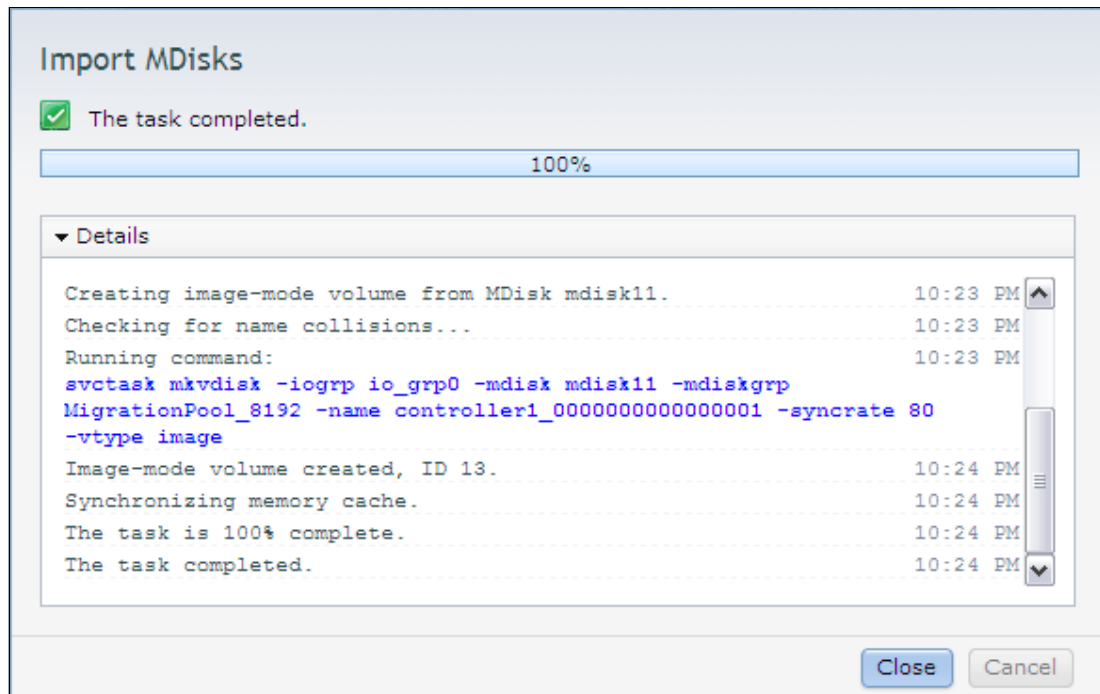 Import MDisks
The task completed.
100%
Details
Creating image-mode volume from MDisk mdisk11. 10:23 PM
Checking for name collisions... 10:23 PM
Running command: 10:23 PM
svctask mkvdisk -iogrp io_grp0 -mdisk mdisk11 -mdiskgrp
MigrationPool_8192 -name controller1_0000000000000001 -syncrate 80
-vtype image
Image-mode volume created, ID 13. 10:24 PM
Synchronizing memory cache. 10:24 PM
The task is 100% complete. 10:24 PM
The task completed. 10:24 PM
Close Cancel